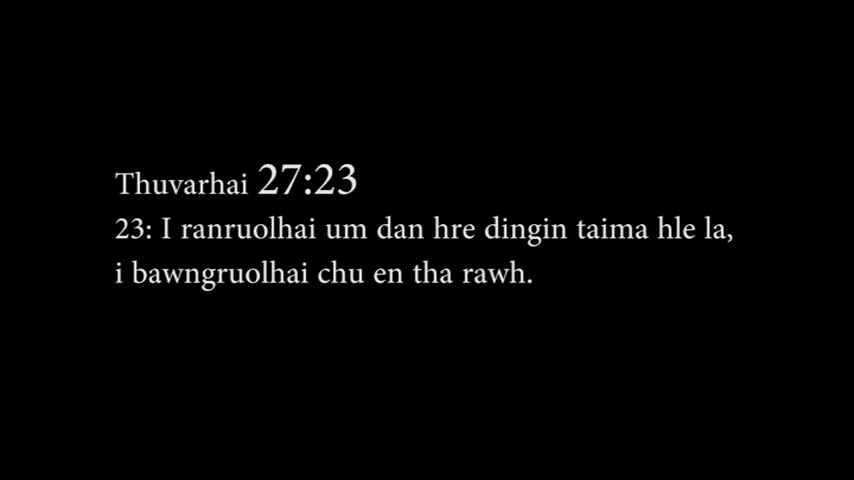 Thuvarhai 27:23
23: I ranruolhai um dan hre dingin taima hle la,
i bawngruolhai chu en tha rawh.